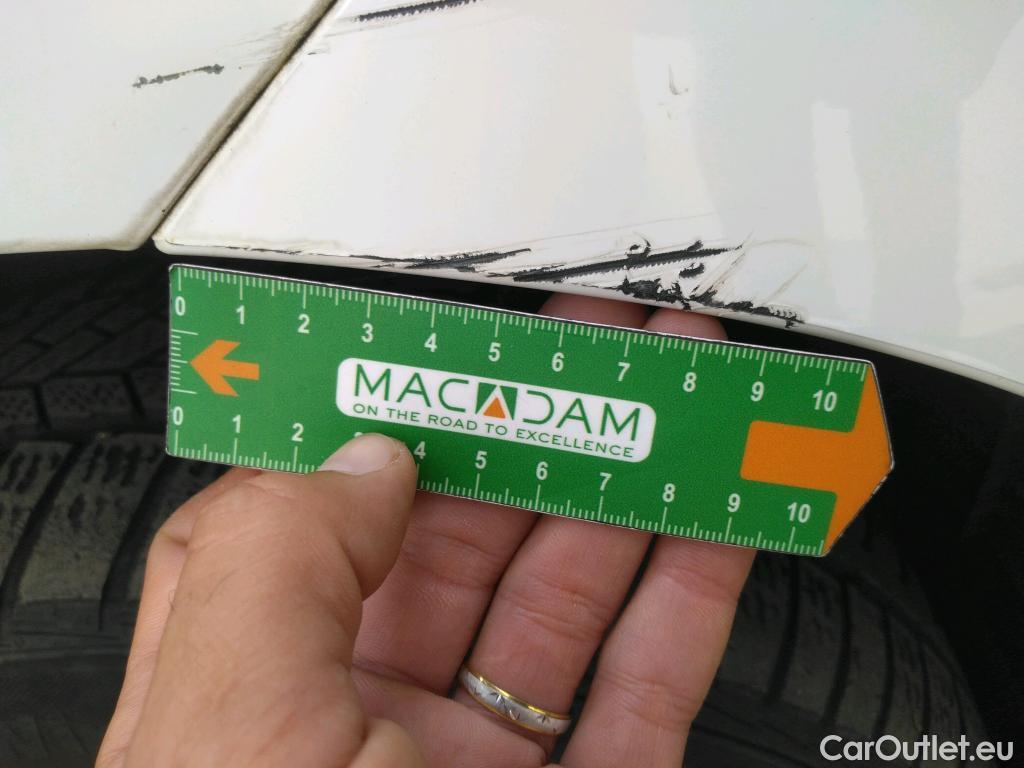 0 1 2 3 4 5 6 7 8 9 10
MACADAM
ON THE ROAD TO EXCELLENCE
0 1 2 4 5 6 7 8 9 10
CarOutlet.eu